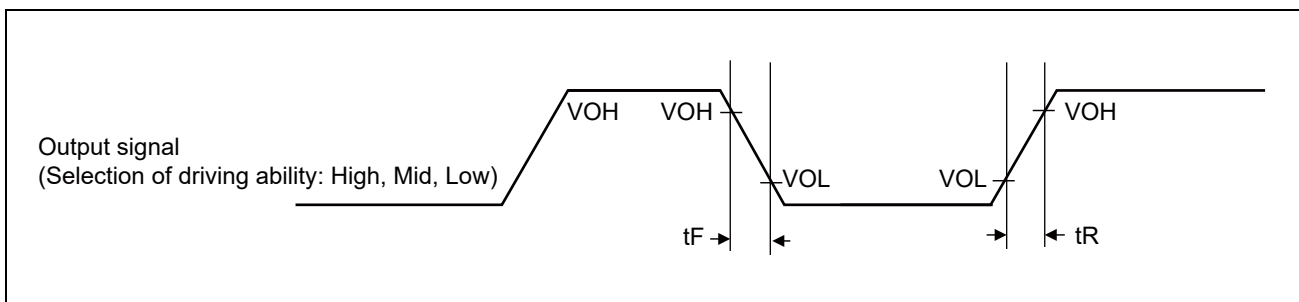 VOH VOH VOH
Output signal
(Selection of driving ability: High, Mid, Low)
VOL VOL
tF tR